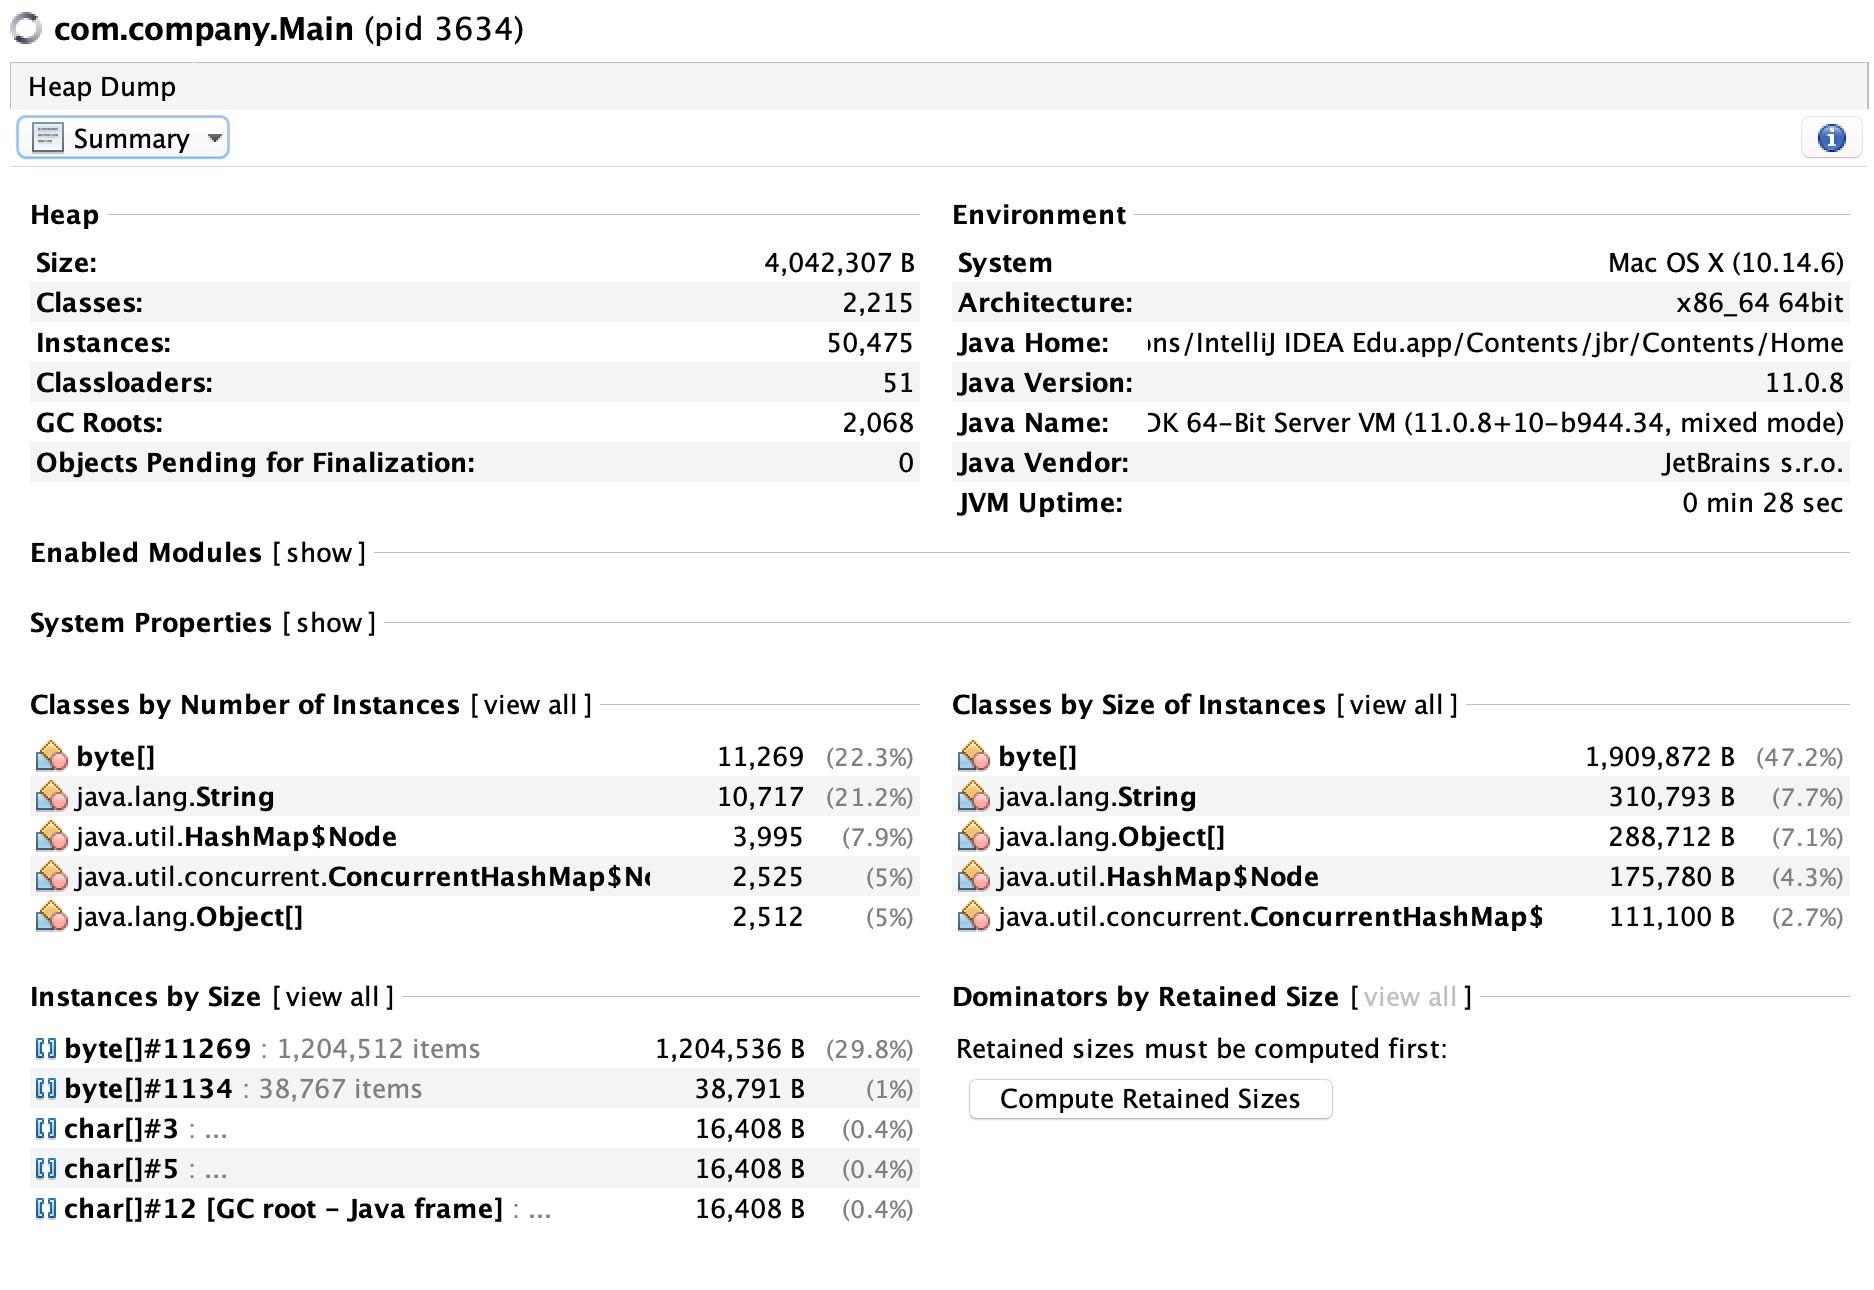 com.company.Main (pid 3634)
Heap Dump
Summary
Heap
Size: 4,042,307 B
Classes: 2,215
Instances: 50,475
Classloaders: 51
GC Roots: 2,068
Objects Pending for Finalization: 0
Environment
System Mac OS X (10.14.6)
Architecture: x86_64 64bit
Java Home: ns/IntelliJ IDEA Edu.app/Contents/jbr/Contents/Home
Java Version: 11.0.8
Java Name: DK 64-Bit Server VM (11.0.8+10-b944.34, mixed mode)
Java Vendor: JetBrains s.r.o.
JVM Uptime: 0 min 28 sec
Enabled Modules [show]
System Properties [show]
Classes by Number of Instances [view all]
byte[] 11,269 (22.3%)
java.lang.String 10,717 (21.2%)
java.util.HashMap$Node 3,995 (7.9%)
java.util.concurrent.ConcurrentHashMap$No 2,525 (5%)
java.lang.Object[] 2,512 (5%)
Classes by Size of Instances [view all]
byte[] 1,909,872 B (47.2%)
java.lang.String 310,793 B (7.7%)
java.lang.Object[] 288,712 B (7.1%)
java.util.HashMap$Node 175,780 B (4.3%)
java.util.concurrent.ConcurrentHashMap$ 111,100 B (2.7%)
Instances by Size [view all]
byte[]#11269 : 1,204,512 items 1,204,536 B (29.8%)
byte[]#1134 : 38,767 items 38,791 B (1%)
char[]#3 : ... 16,408 B (0.4%)
char[]#5 : ... 16,408 B (0.4%)
char[]#12 [GC root - Java frame] : ... 16,408 B (0.4%)
Dominators by Retained Size [view all]
Retained sizes must be computed first:
Compute Retained Sizes